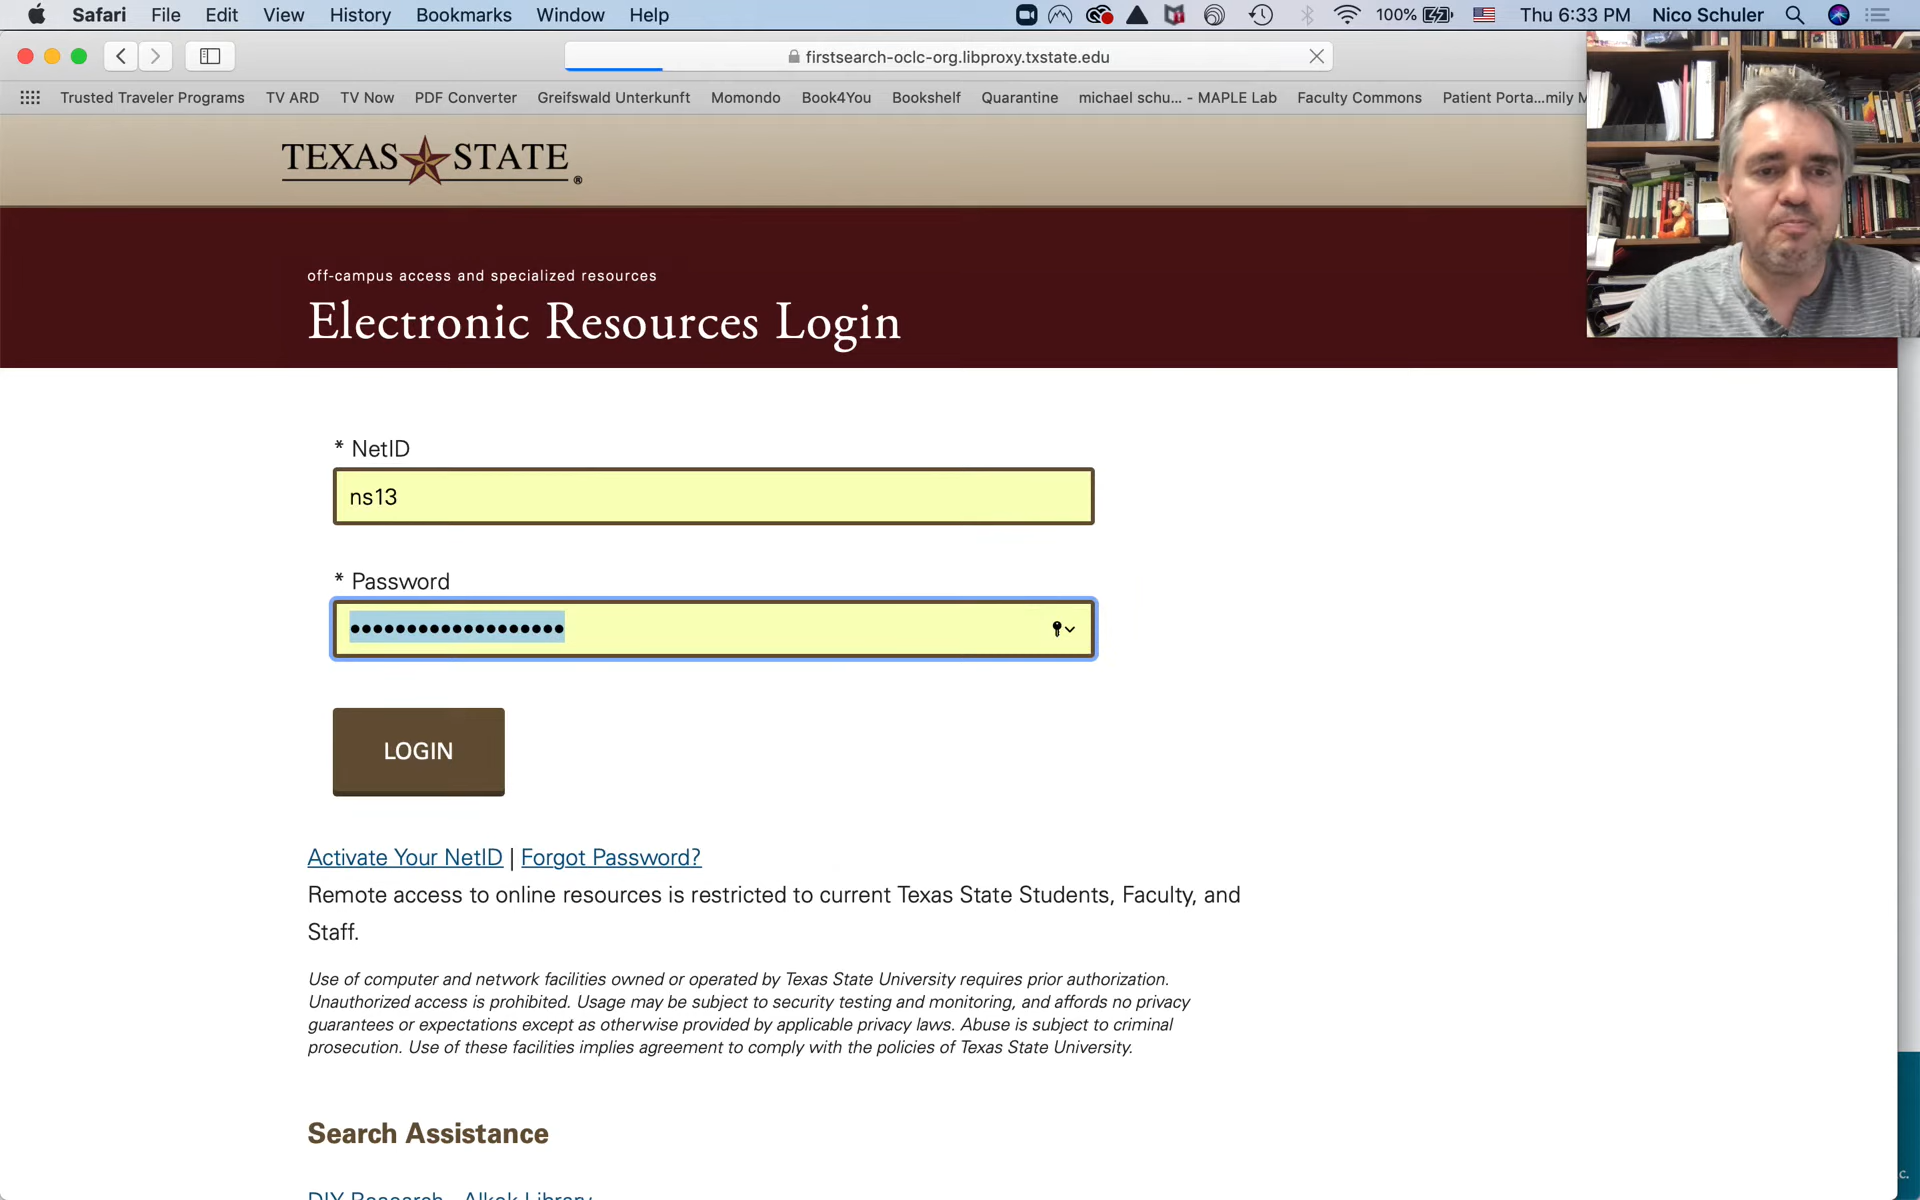 Safari File Edit View History Bookmarks Window Help 100% Thu 6:33 PM Nico Schuler
firstsearch-oclc-org.libproxy.txstate.edu
Trusted Traveler Programs TV ARD TV Now PDF Converter Greifswald Unterkunft Momondo Book4You Bookshelf Quarantine michael schu... - MAPLE Lab Faculty Commons Patient Porta...mily M
TEXAS STATE ®
off-campus access and specialized resources
Electronic Resources Login
* NetID
ns13
* Password
•••••••••••••••••••
LOGIN
Activate Your NetID | Forgot Password?
Remote access to online resources is restricted to current Texas State Students, Faculty, and
Staff.
Use of computer and network facilities owned or operated by Texas State University requires prior authorization.
Unauthorized access is prohibited. Usage may be subject to security testing and monitoring, and affords no privacy
guarantees or expectations except as otherwise provided by applicable privacy laws. Abuse is subject to criminal
prosecution. Use of these facilities implies agreement to comply with the policies of Texas State University.
Search Assistance
c.
DIY Research - Alkek Library